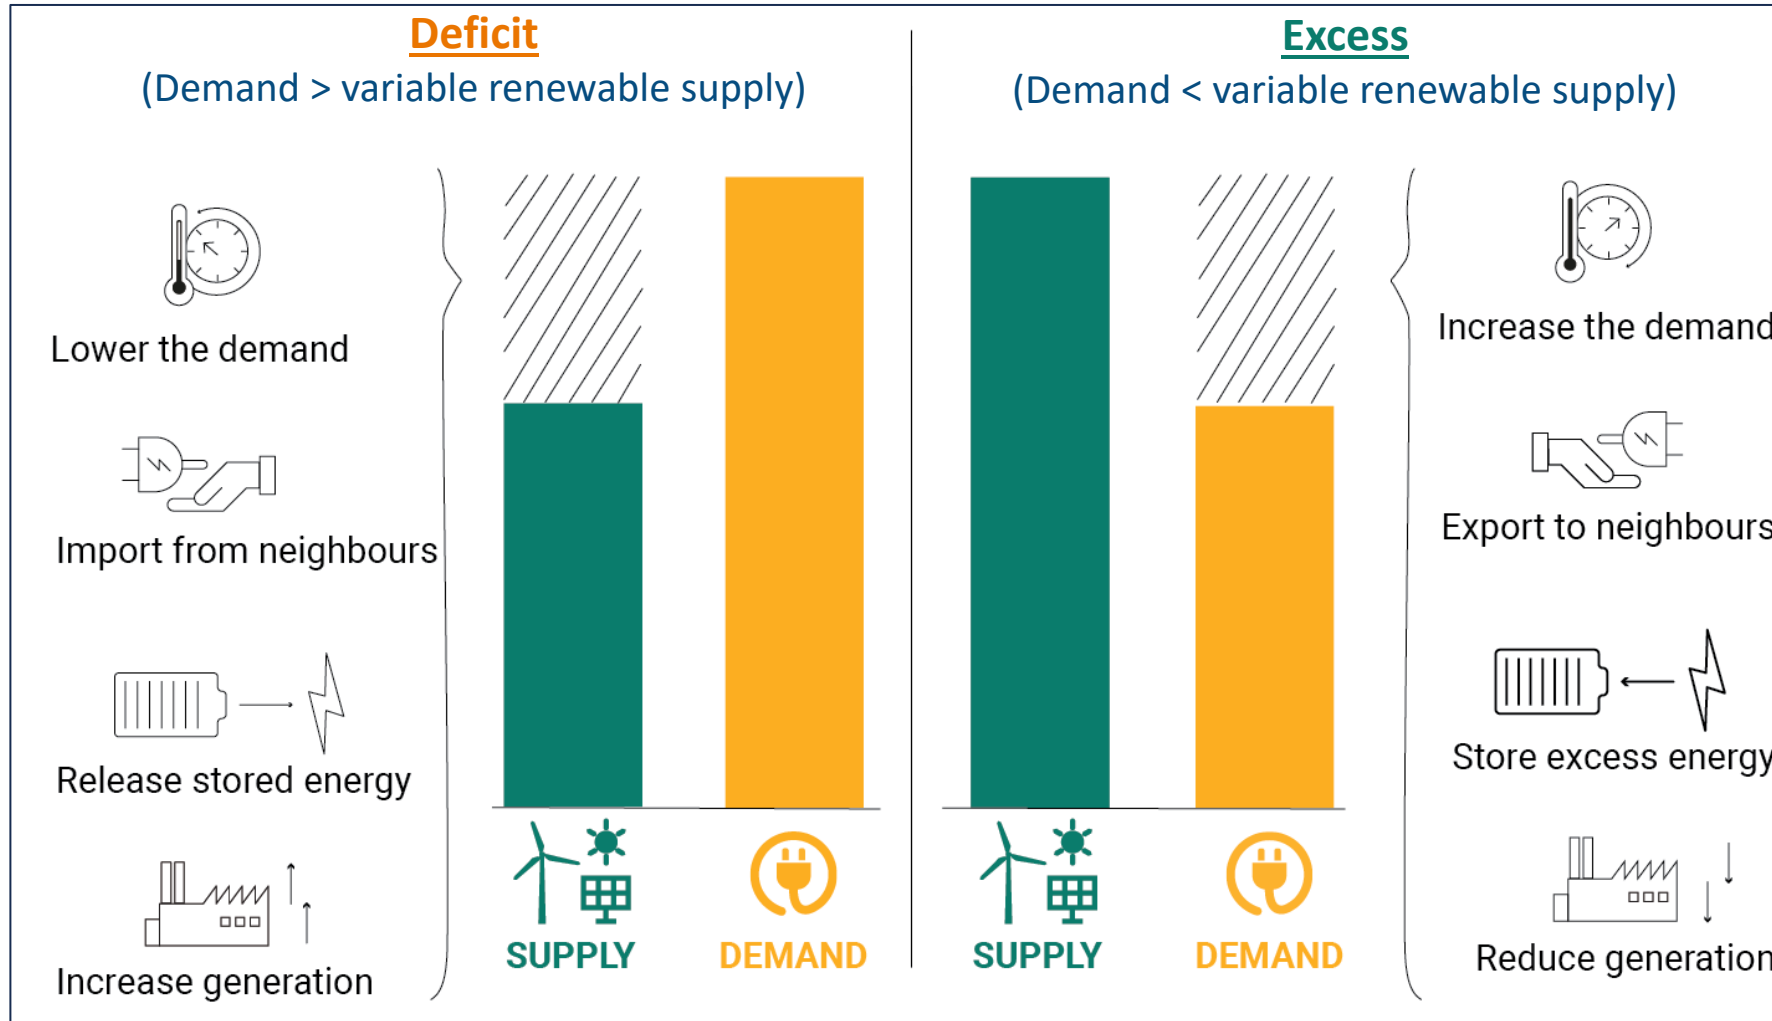 Deficit
(Demand > variable renewable supply)
Lower the demand
Import from neighbours
Release stored energy
Increase generation
SUPPLY
DEMAND
Excess
(Demand < variable renewable supply)
SUPPLY
DEMAND
Increase the demand
Export to neighbours
Store excess energy
Reduce generation